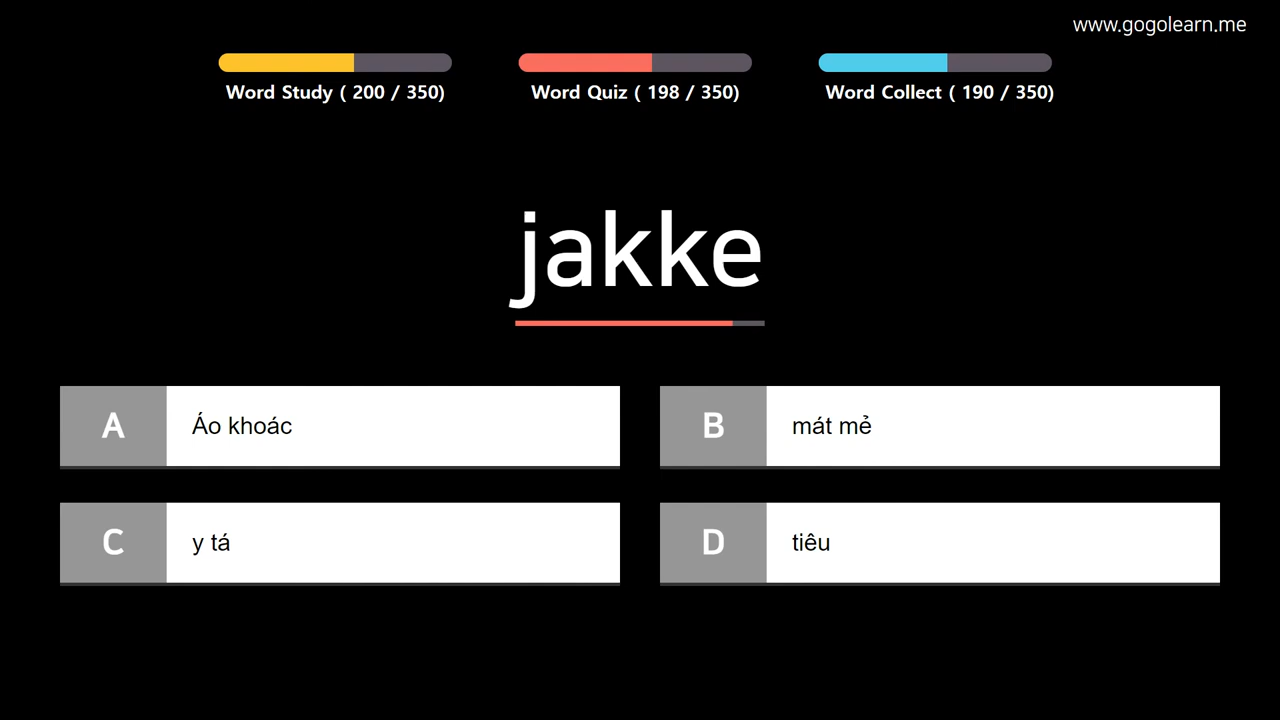 www.gogolearn.me
Word Study ( 200 / 350)
Word Quiz ( 198 / 350)
Word Collect ( 190 / 350)
jakke
A
Áo khoác
B
mát mẻ
C
y tá
D
tiêu